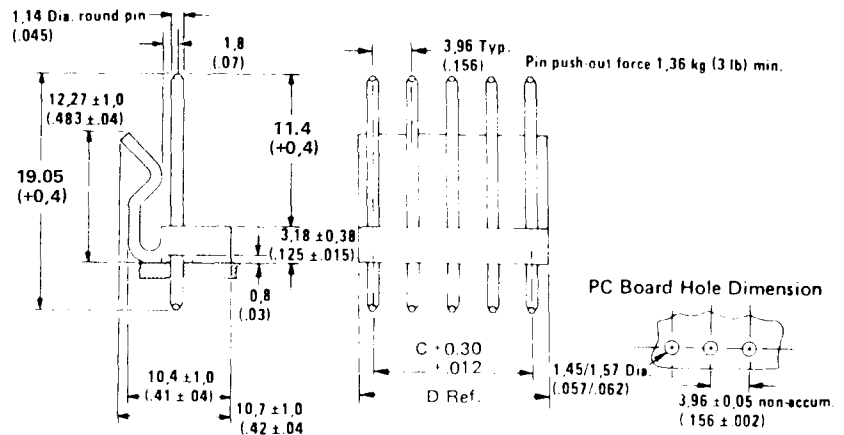 1,14 Dia. round pin
(.045)
1,8
(.07)
3,96 Typ.
(.156)
Pin push-out force 1,36 kg (3 lb) min.
12,27 ±1,0
(.483 ±.04)
11.4
(+0,4)
19.05
(+0,4)
3,18 ±0,38
(.125 ±.015)
0,8
(.03)
PC Board Hole Dimension
C +0.30
+.012
D Ref.
1,45/1,57 Dia.
(.057/.062)
10,4 ±1,0
(.41 ±04)
10,7 ±1,0
(.42 ±.04
3,96 ±0,05 non-accum.
(156 ±.002)